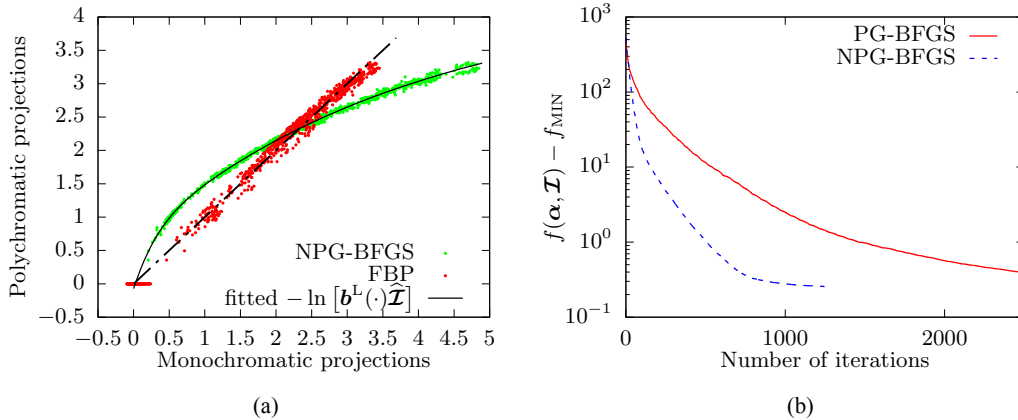 4
3.5
3
2.5
2
1.5
1
0.5
0
−0.5
Polychromatic projections
NPG-BFGS
FBP
fitted − ln [b^L(·)Î]
−0.5 0 0.5 1 1.5 2 2.5 3 3.5 4 4.5 5
Monochromatic projections
(a)
10^3
10^2
10^1
10^0
10^−1
f(α, I) − f_MIN
PG-BFGS
NPG-BFGS
0 1000 2000
Number of iterations
(b)